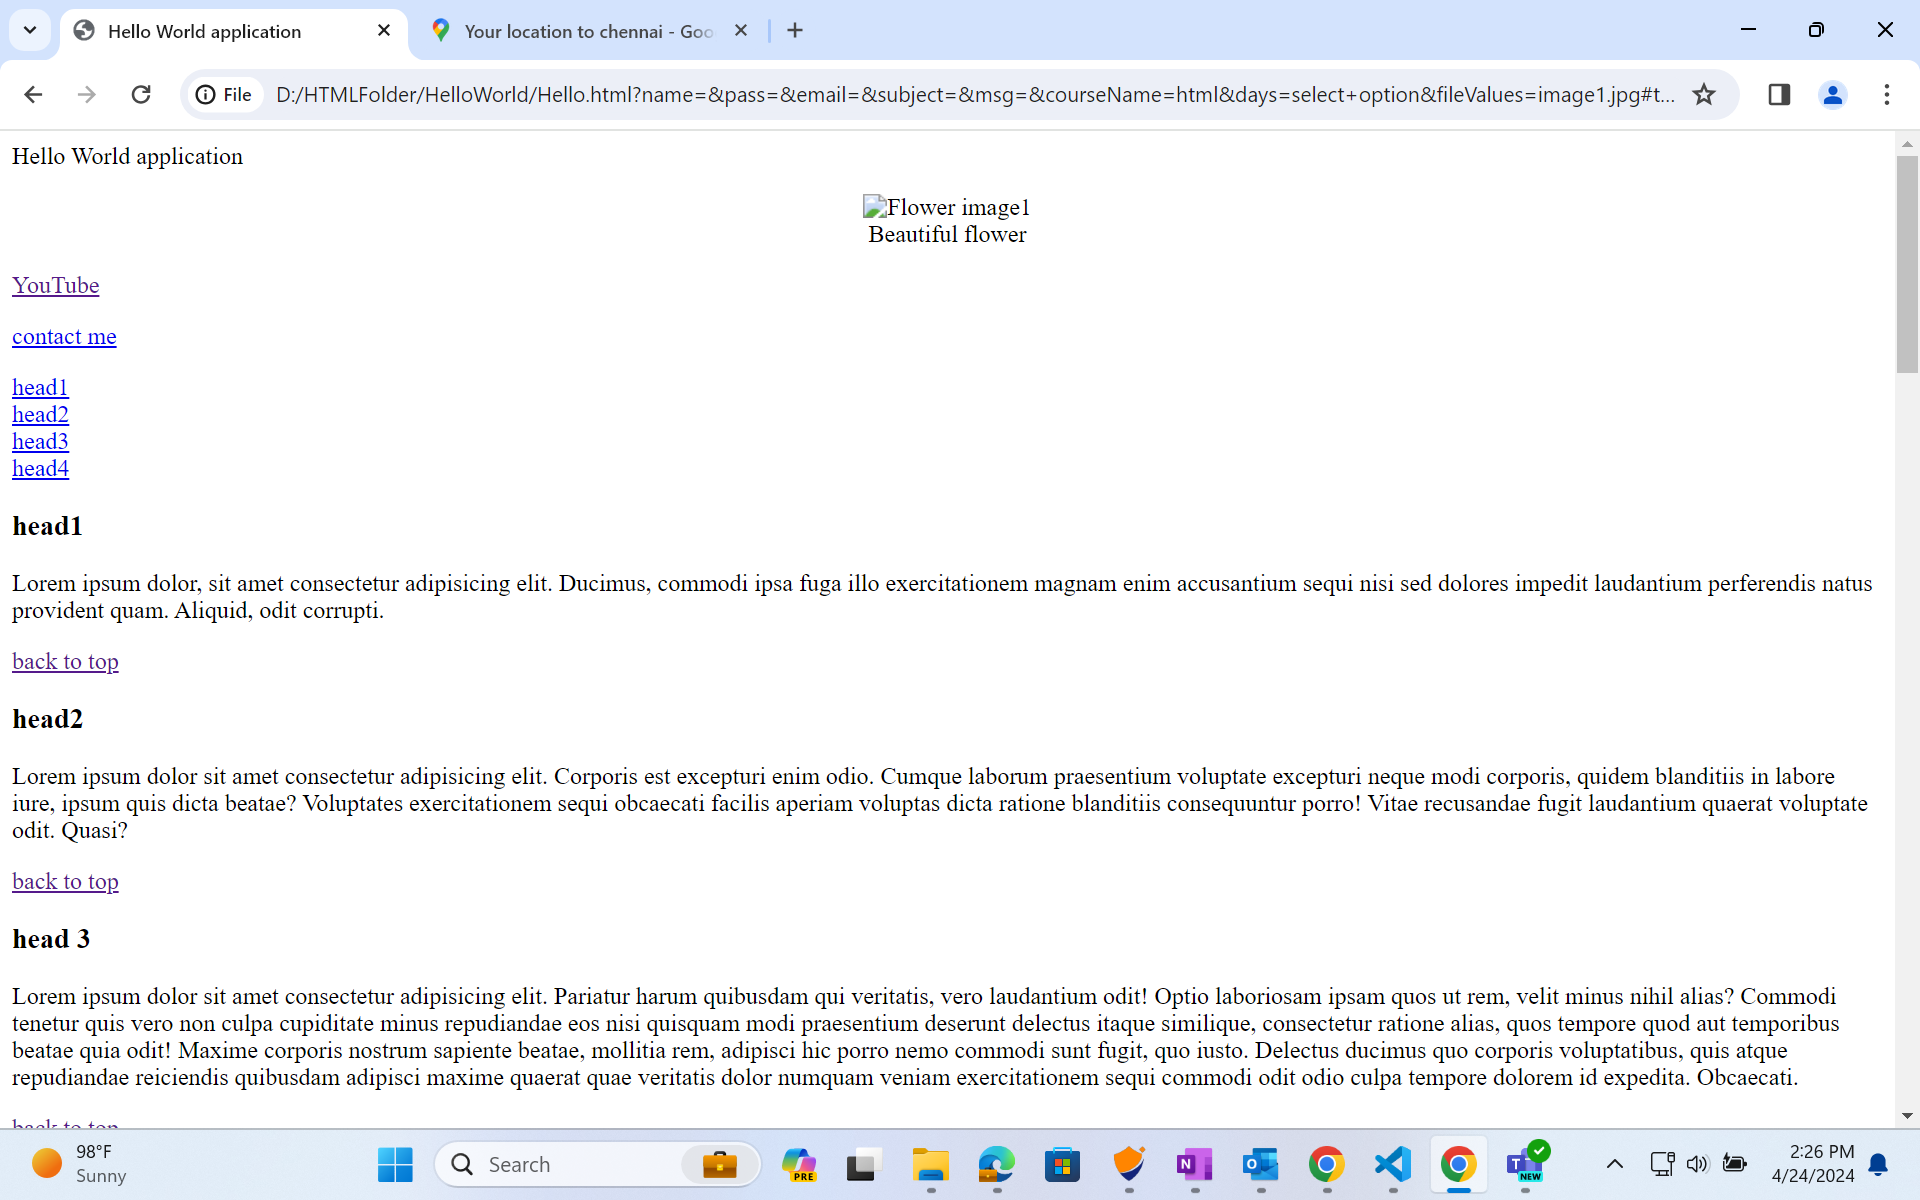 Hello World application
Your location to chennai - Goo
File
D:/HTMLFolder/HelloWorld/Hello.html?name=&pass=&email=&subject=&msg=&courseName=html&days=select+option&fileValues=image1.jpg#t...
Hello World application
Flower image1
Beautiful flower
YouTube
contact me
head1
head2
head3
head4
head1
Lorem ipsum dolor, sit amet consectetur adipisicing elit. Ducimus, commodi ipsa fuga illo exercitationem magnam enim accusantium sequi nisi sed dolores impedit laudantium perferendis natus
provident quam. Aliquid, odit corrupti.
back to top
head2
Lorem ipsum dolor sit amet consectetur adipisicing elit. Corporis est excepturi enim odio. Cumque laborum praesentium voluptate excepturi neque modi corporis, quidem blanditiis in labore
iure, ipsum quis dicta beatae? Voluptates exercitationem sequi obcaecati facilis aperiam voluptas dicta ratione blanditiis consequuntur porro! Vitae recusandae fugit laudantium quaerat voluptate
odit. Quasi?
back to top
head 3
Lorem ipsum dolor sit amet consectetur adipisicing elit. Pariatur harum quibusdam qui veritatis, vero laudantium odit! Optio laboriosam ipsam quos ut rem, velit minus nihil alias? Commodi
tenetur quis vero non culpa cupiditate minus repudiandae eos nisi quisquam modi praesentium deserunt delectus itaque similique, consectetur ratione alias, quos tempore quod aut temporibus
beatae quia odit! Maxime corporis nostrum sapiente beatae, mollitia rem, adipisci hic porro nemo commodi sunt fugit, quo iusto. Delectus ducimus quo corporis voluptatibus, quis atque
repudiandae reiciendis quibusdam adipisci maxime quaerat quae veritatis dolor numquam veniam exercitationem sequi commodi odit odio culpa tempore dolorem id expedita. Obcaecati.
back to top
98°F
Sunny
Search
PRE
N
O
T
NEW
2:26 PM
4/24/2024